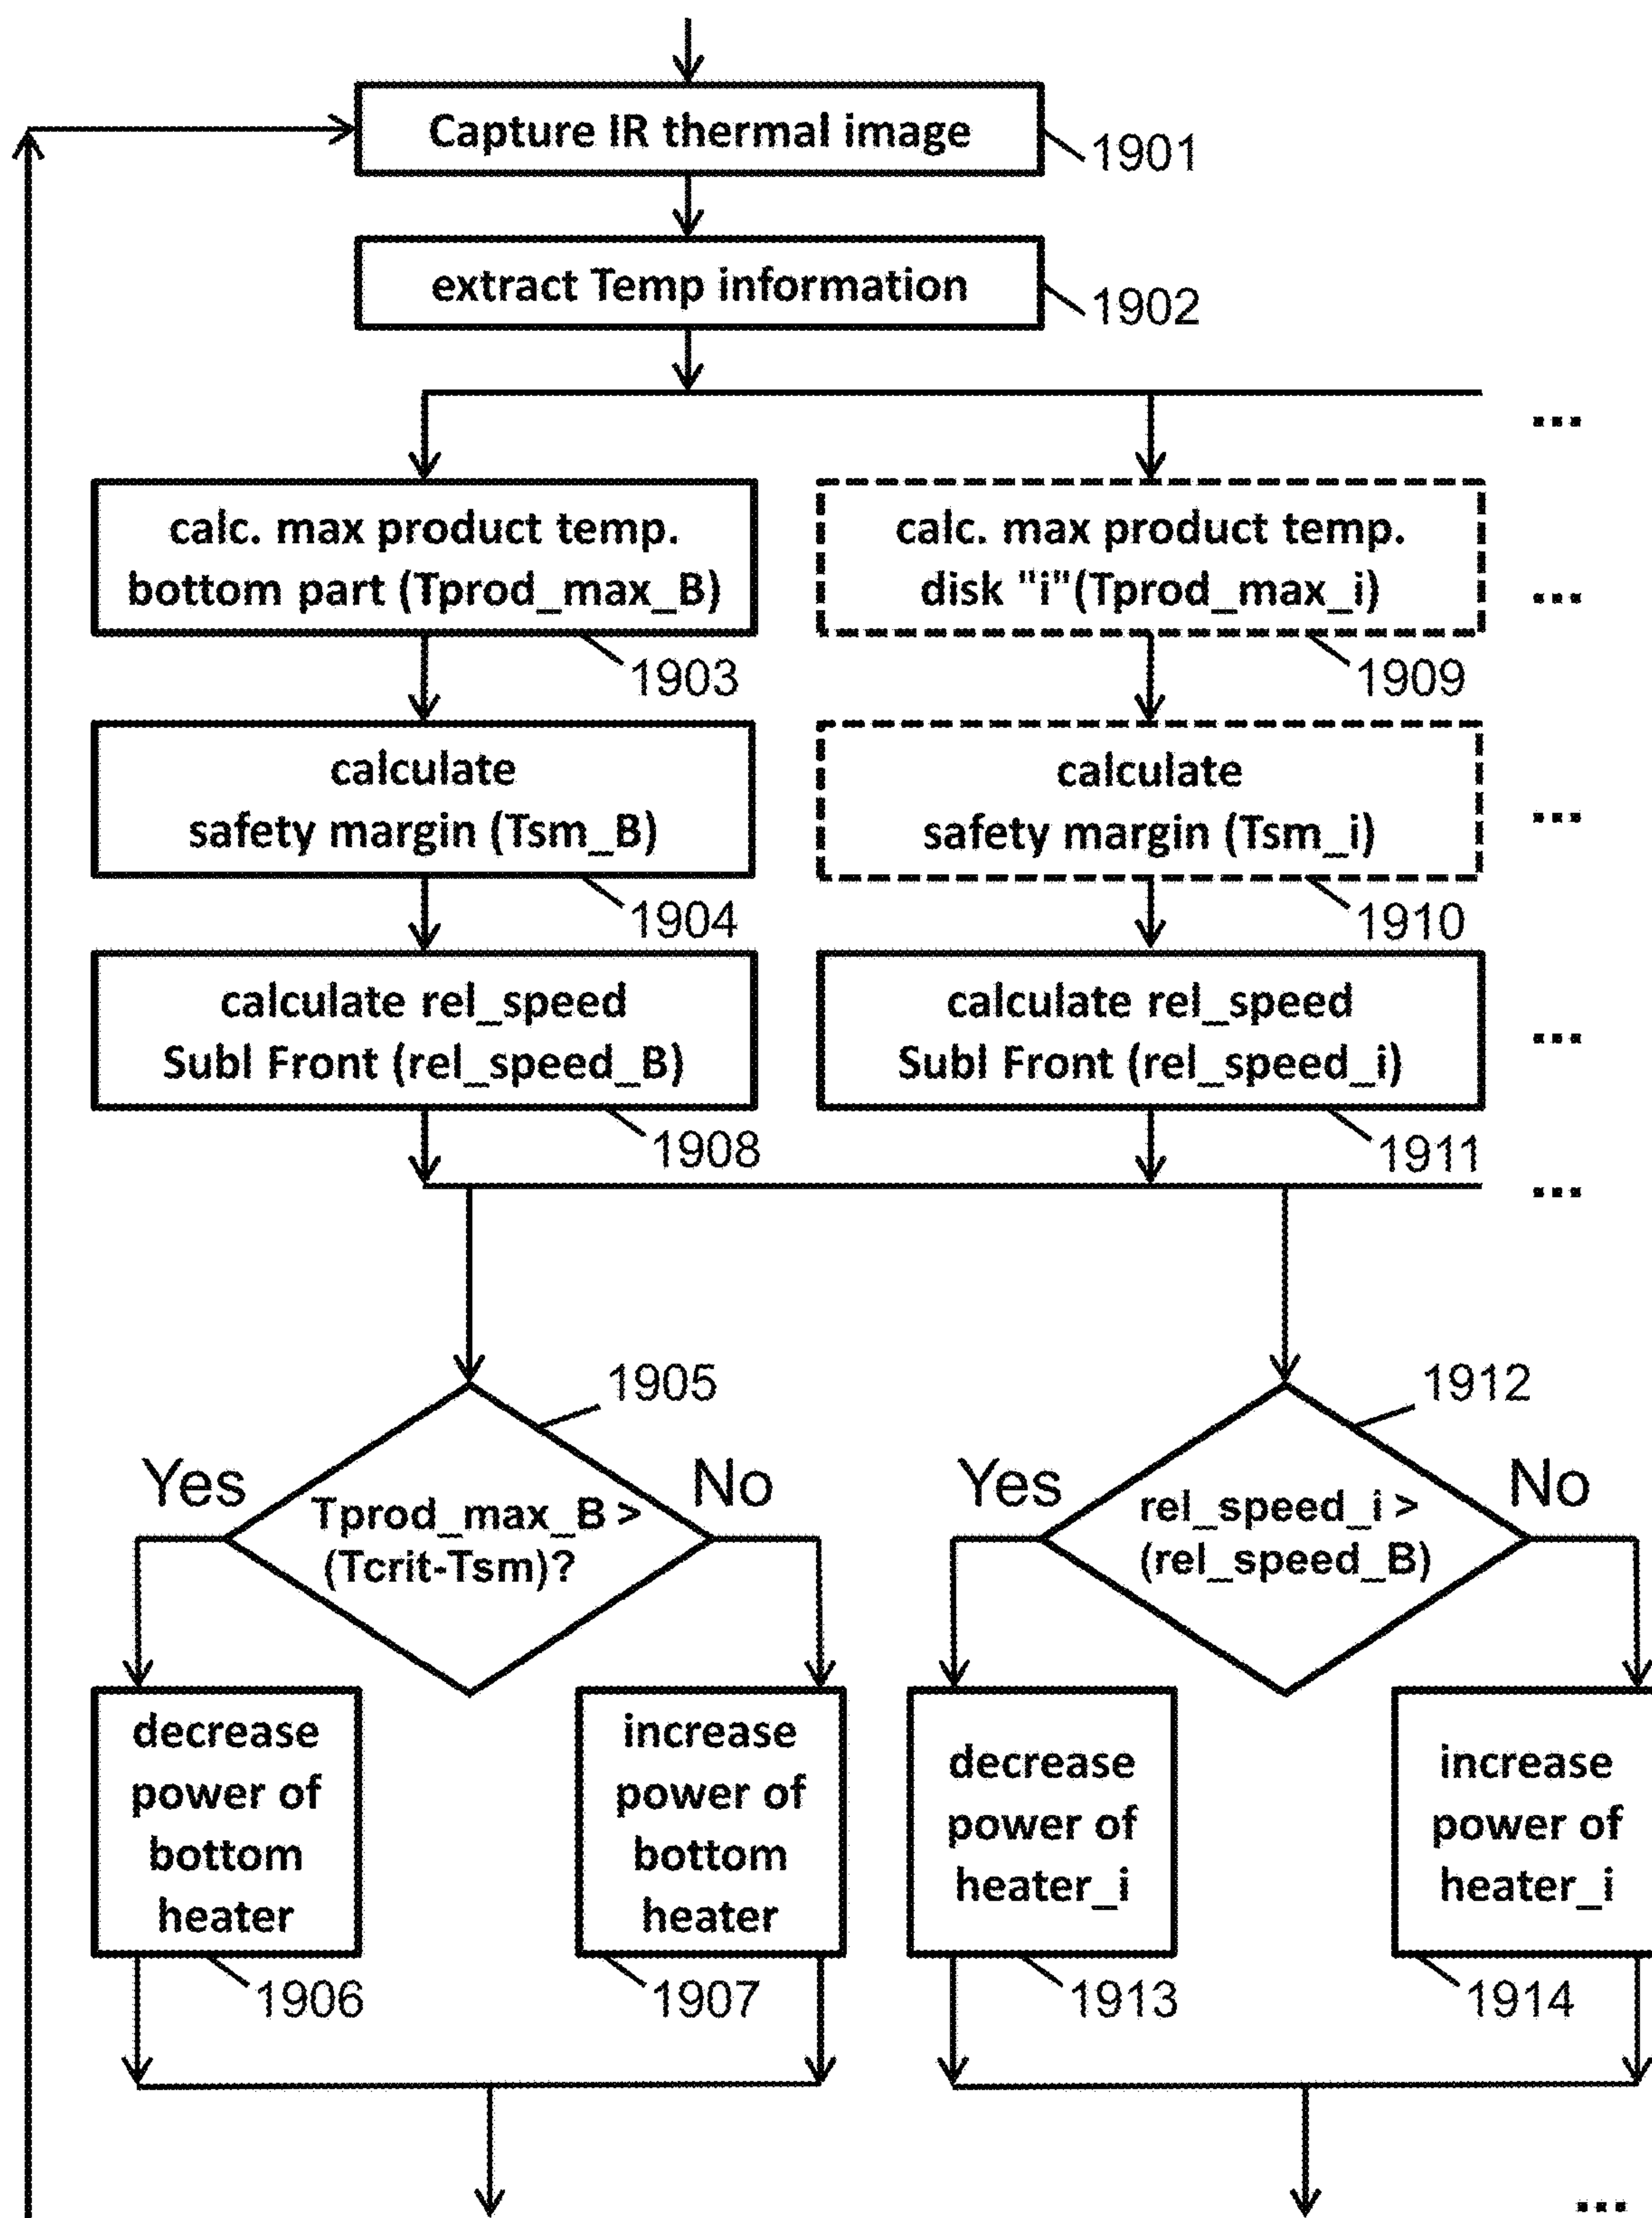 Capture IR thermal image
1901
extract Temp information
1902
...
calc. max product temp.
bottom part (Tprod_max_B)
1903
calc. max product temp.
disk "i"(Tprod_max_i)
1909
...
calculate
safety margin (Tsm_B)
1904
calculate
safety margin (Tsm_i)
1910
...
calculate rel_speed
Subl Front (rel_speed_B)
1908
calculate rel_speed
Subl Front (rel_speed_i)
1911
...
...
1905
Yes
Tprod_max_B >
(Tcrit-Tsm)?
No
1912
Yes
rel_speed_i >
(rel_speed_B)
No
decrease
power of
bottom
heater
1906
increase
power of
bottom
heater
1907
decrease
power of
heater_i
1913
increase
power of
heater_i
1914
...